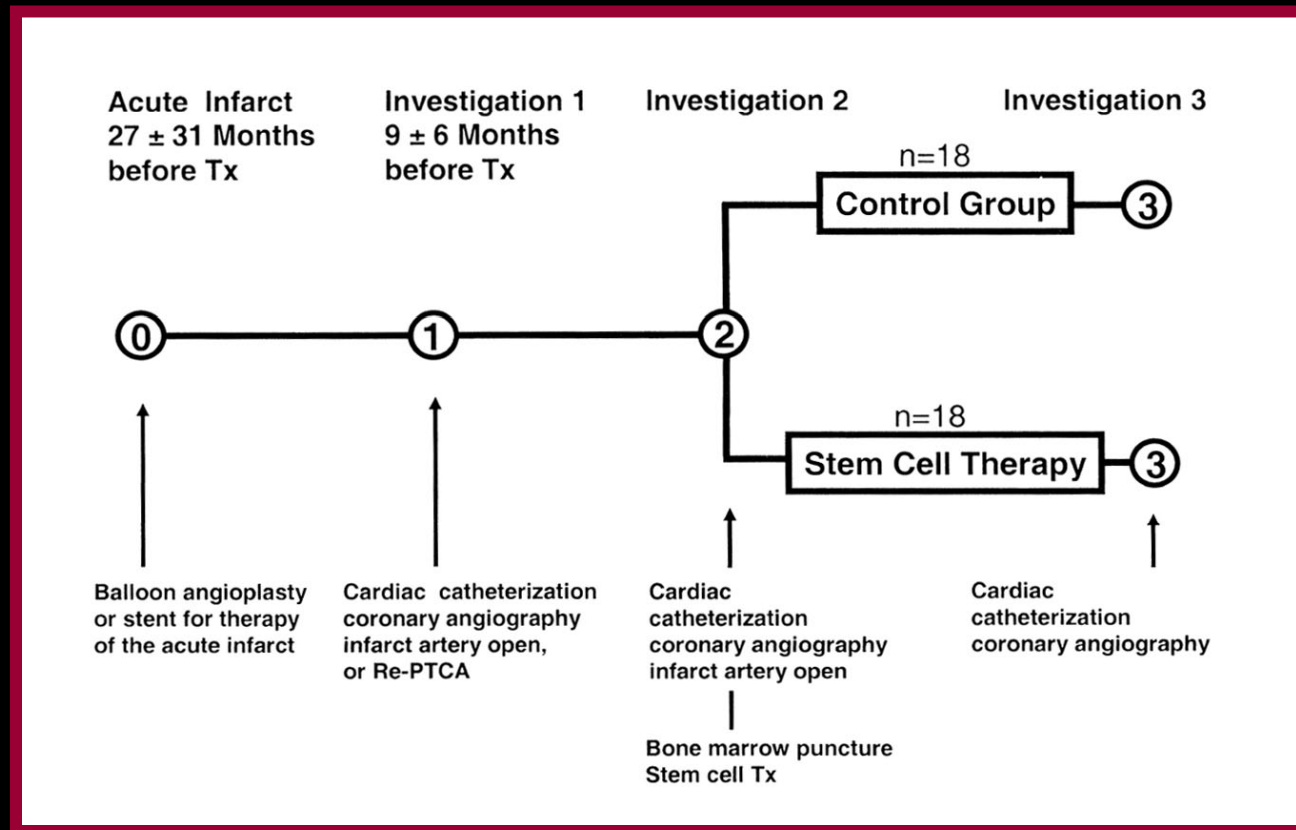 Acute Infarct
27 ± 31 Months
before Tx
Investigation 1
9 ± 6 Months
before Tx
Investigation 2
Investigation 3
n=18
Control Group
3
0
1
2
n=18
Stem Cell Therapy
3
Balloon angioplasty
or stent for therapy
of the acute infarct
Cardiac catheterization
coronary angiography
infarct artery open,
or Re-PTCA
Cardiac
catheterization
coronary angiography
infarct artery open
Bone marrow puncture
Stem cell Tx
Cardiac
catheterization
coronary angiography